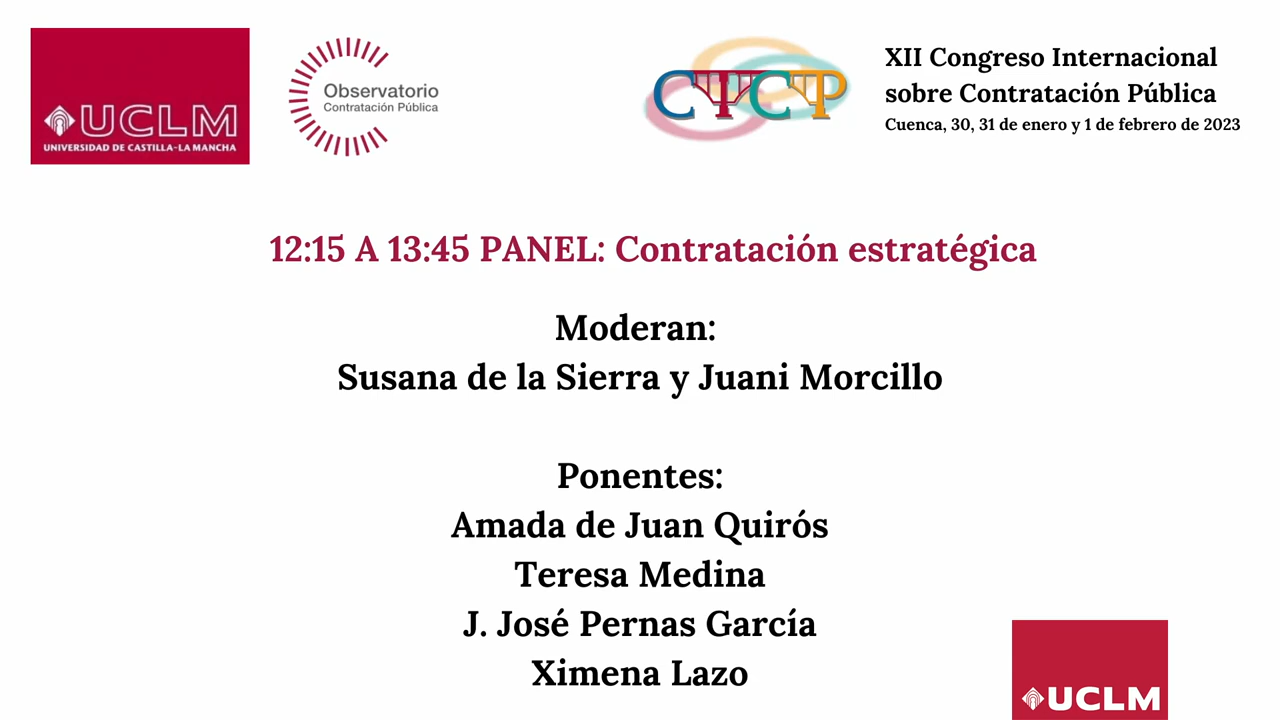 UCLM
UNIVERSIDAD DE CASTILLA-LA MANCHA
Observatorio
Contratación Pública
CICP
XII Congreso Internacional
sobre Contratación Pública
Cuenca, 30, 31 de enero y 1 de febrero de 2023
12:15 A 13:45 PANEL: Contratación estratégica
Moderan:
Susana de la Sierra y Juani Morcillo
Ponentes:
Amada de Juan Quirós
Teresa Medina
J. José Pernas García
Ximena Lazo
UCLM